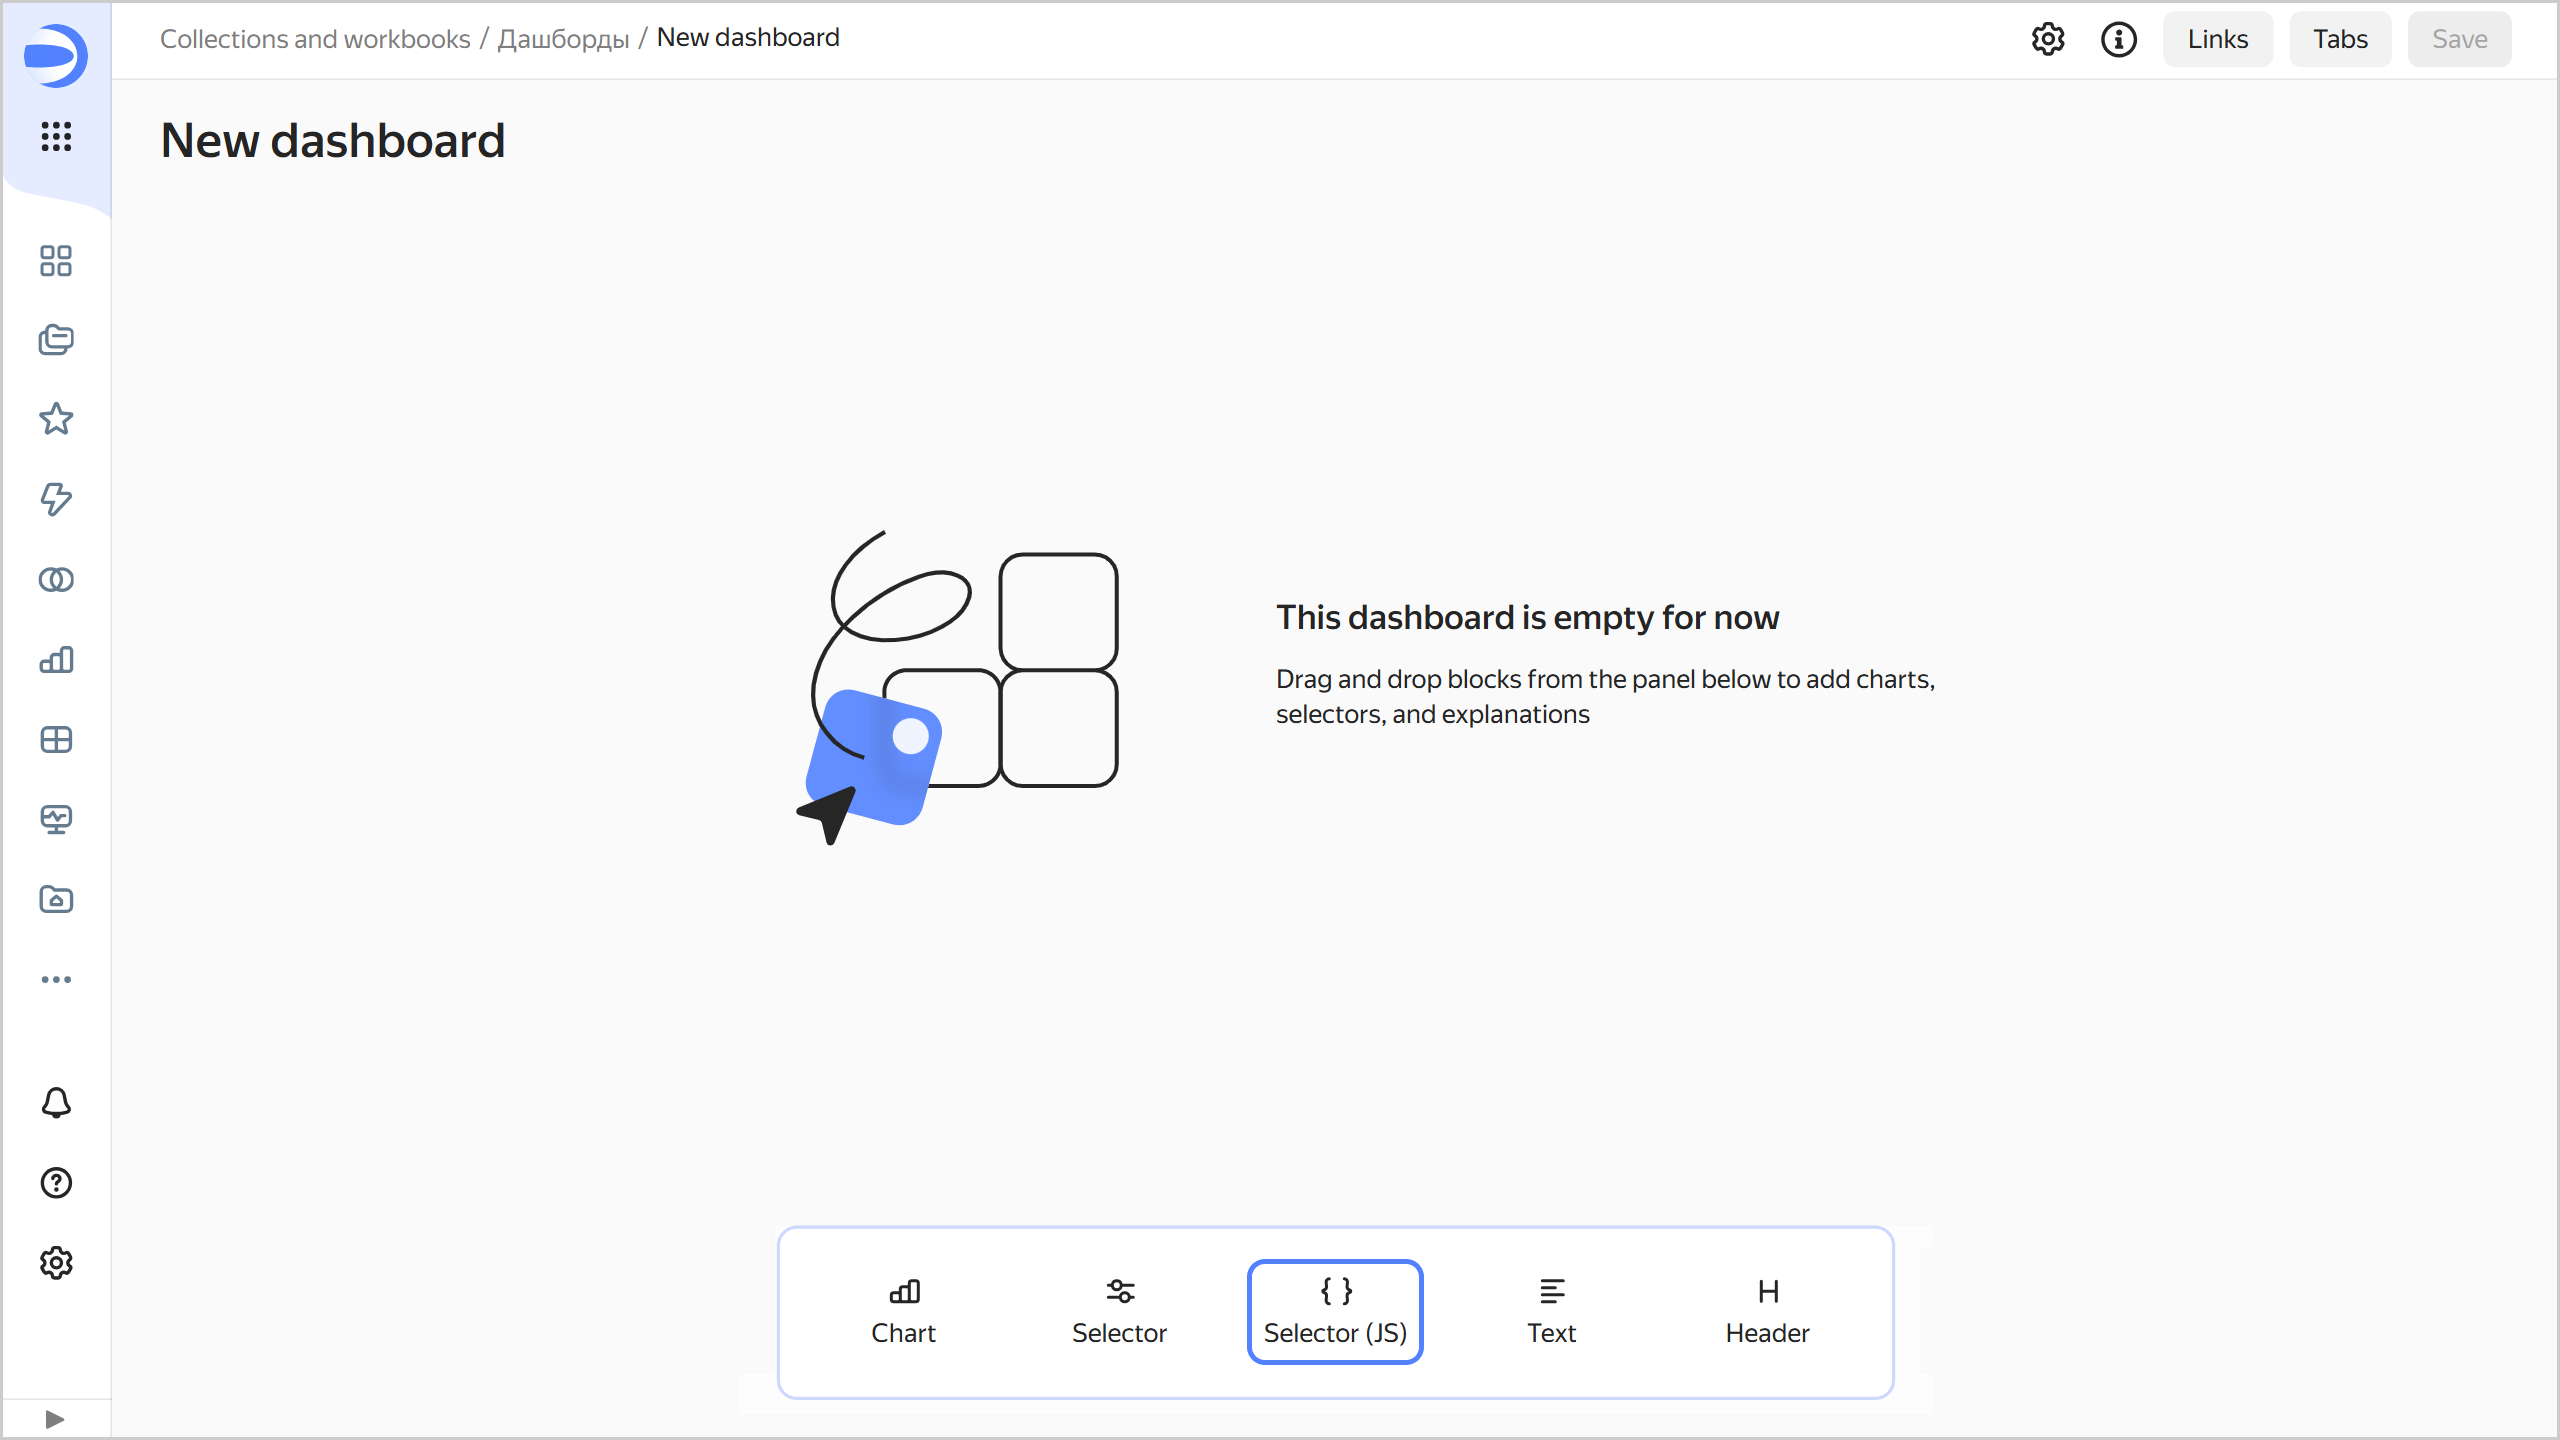 Collections and workbooks / Дашборды / New dashboard
Links
Tabs
Save
New dashboard
This dashboard is empty for now
Drag and drop blocks from the panel below to add charts,
selectors, and explanations
Chart
Selector
Selector (JS)
Text
Header